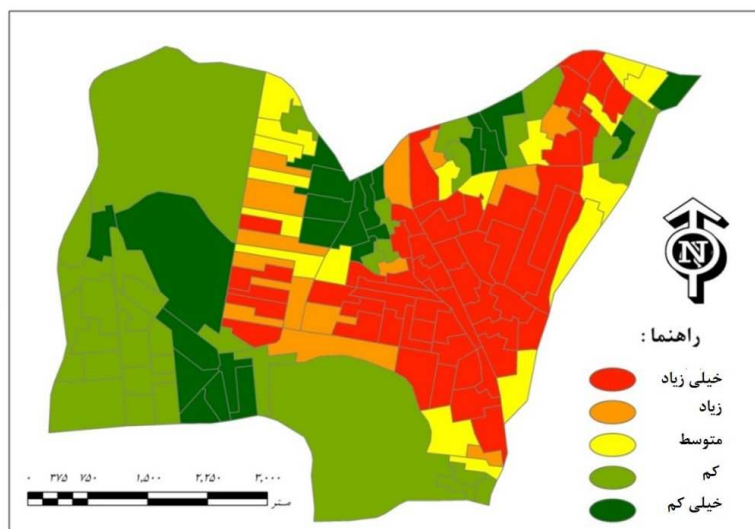 N
راهنما :
خیلی زیاد
زیاد
متوسط
کم
خیلی کم
۰ ۳۷۵ ۷۵۰ ۱,۵۰۰ ۲,۲۵۰ ۳,۰۰۰
متر